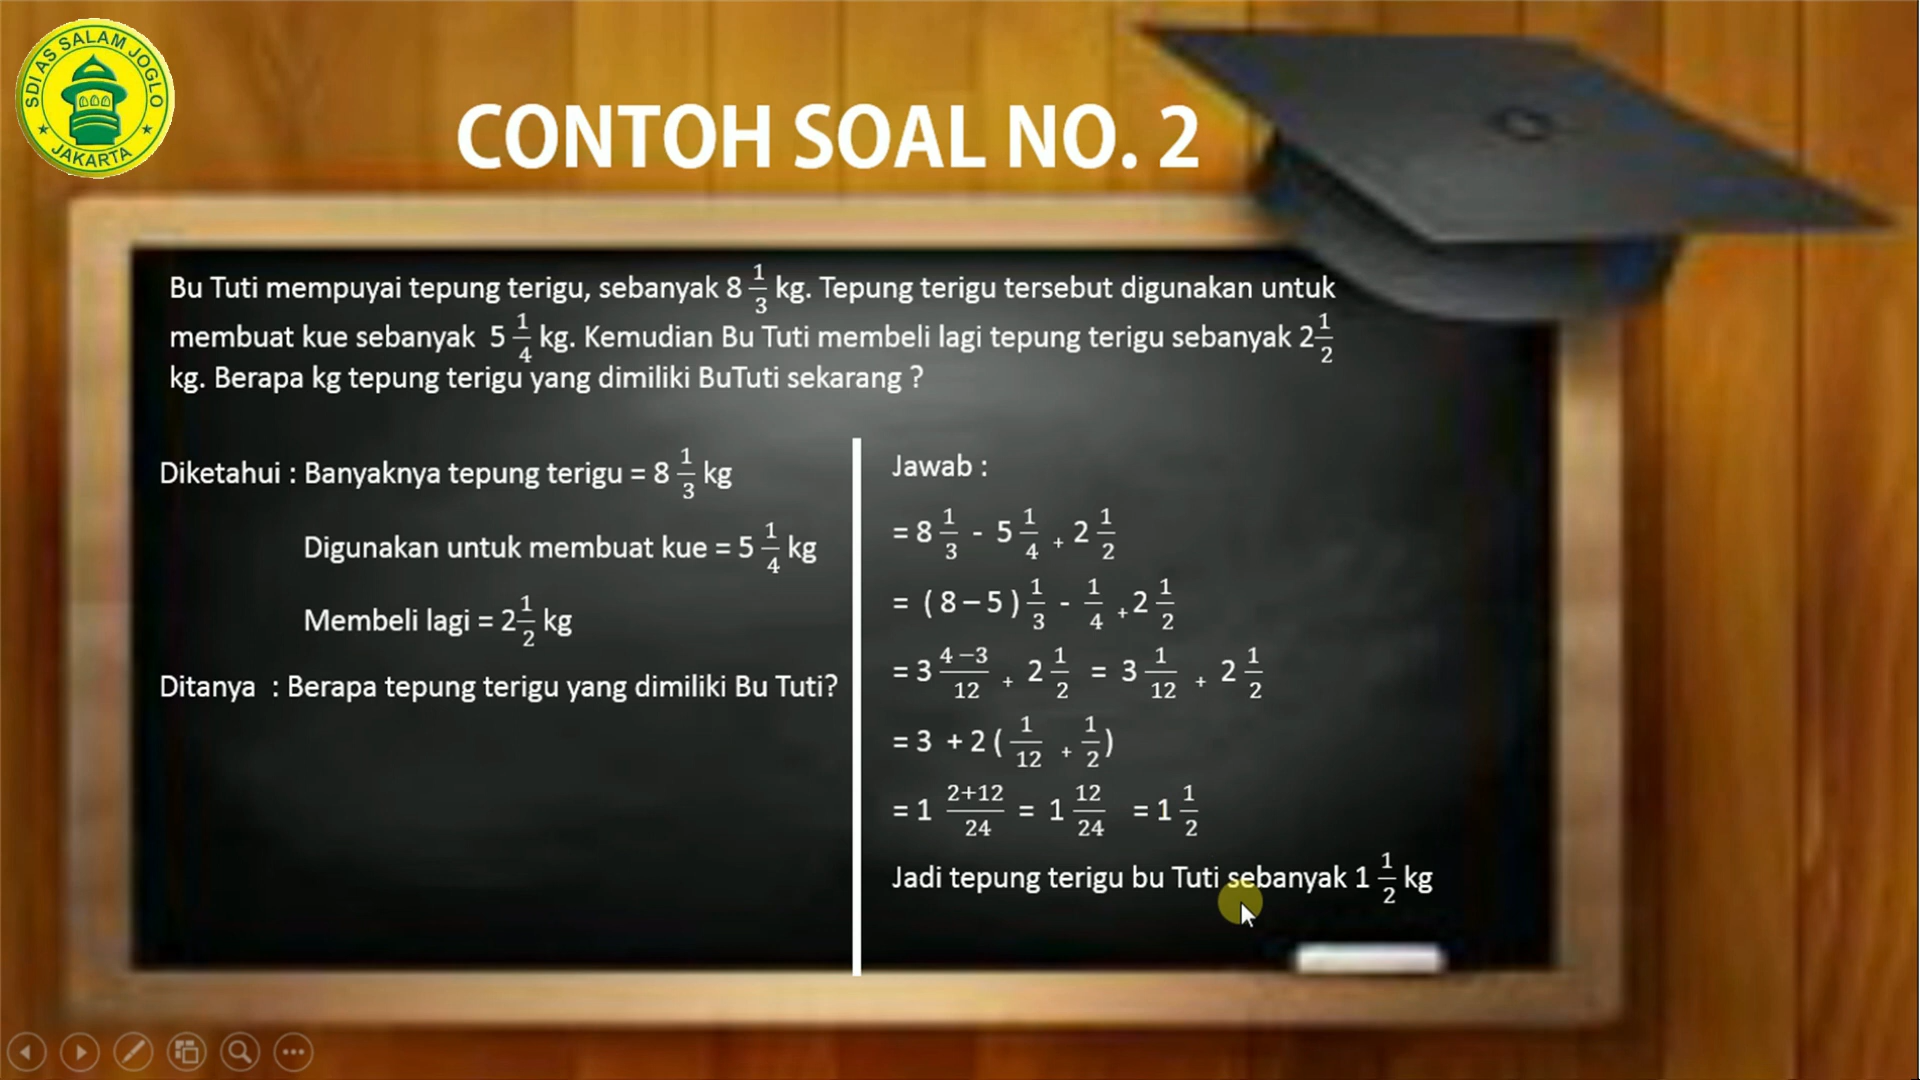 SDI AS SALAM JOGLO
JAKARTA
CONTOH SOAL NO. 2
Bu Tuti mempuyai tepung terigu, sebanyak 8 1/3 kg. Tepung terigu tersebut digunakan untuk
membuat kue sebanyak 5 1/4 kg. Kemudian Bu Tuti membeli lagi tepung terigu sebanyak 2 1/2
kg. Berapa kg tepung terigu yang dimiliki BuTuti sekarang ?
Diketahui : Banyaknya tepung terigu = 8 1/3 kg
Digunakan untuk membuat kue = 5 1/4 kg
Membeli lagi = 2 1/2 kg
Ditanya : Berapa tepung terigu yang dimiliki Bu Tuti?
Jawab :
= 8 1/3 - 5 1/4 + 2 1/2
= ( 8 – 5 ) 1/3 - 1/4 + 2 1/2
= 3 (4 – 3)/12 + 2 1/2 = 3 1/12 + 2 1/2
= 3 + 2 ( 1/12 + 1/2 )
= 1 (2+12)/24 = 1 12/24 = 1 1/2
Jadi tepung terigu bu Tuti sebanyak 1 1/2 kg